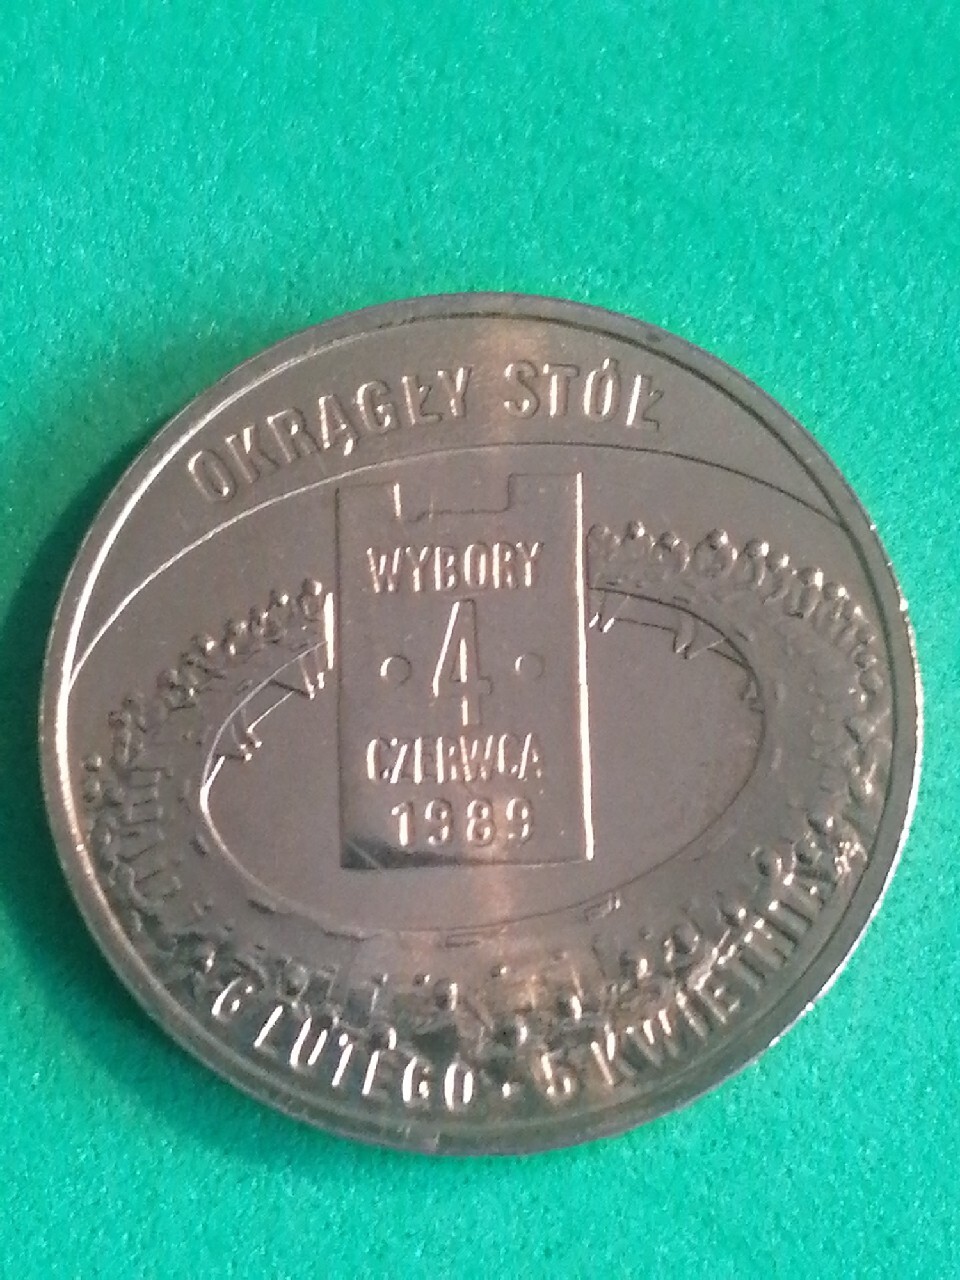 OKRĄGŁY STÓŁ
WYBORY
· 4 ·
CZERWCA
1989
6 LUTEGO - 5 KWIETNIA